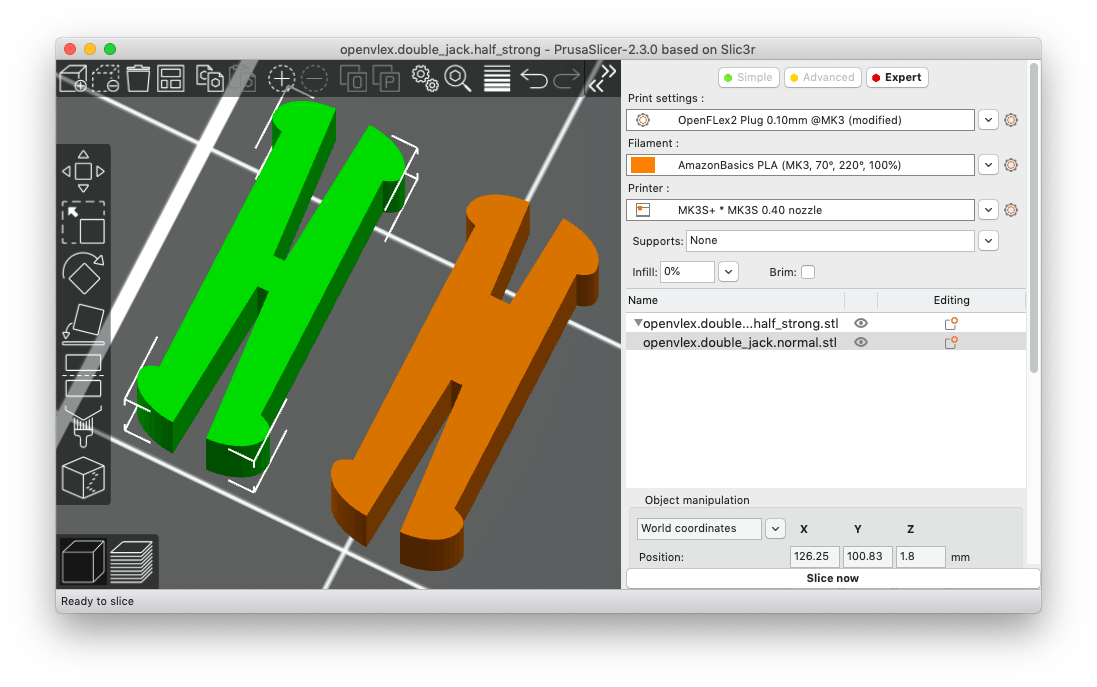 openvlex.double_jack.half_strong - PrusaSlicer-2.3.0 based on Slic3r
Simple Advanced Expert
Print settings :
OpenFLex2 Plug 0.10mm @MK3 (modified)
Filament :
AmazonBasics PLA (MK3, 70°, 220°, 100%)
Printer :
MK3S+ * MK3S 0.40 nozzle
Supports: None
Infill: 0% Brim:
Name Editing
openvlex.double...half_strong.stl
openvlex.double_jack.normal.stl
Object manipulation
World coordinates X Y Z
Position: 126.25 100.83 1.8 mm
Slice now
Ready to slice